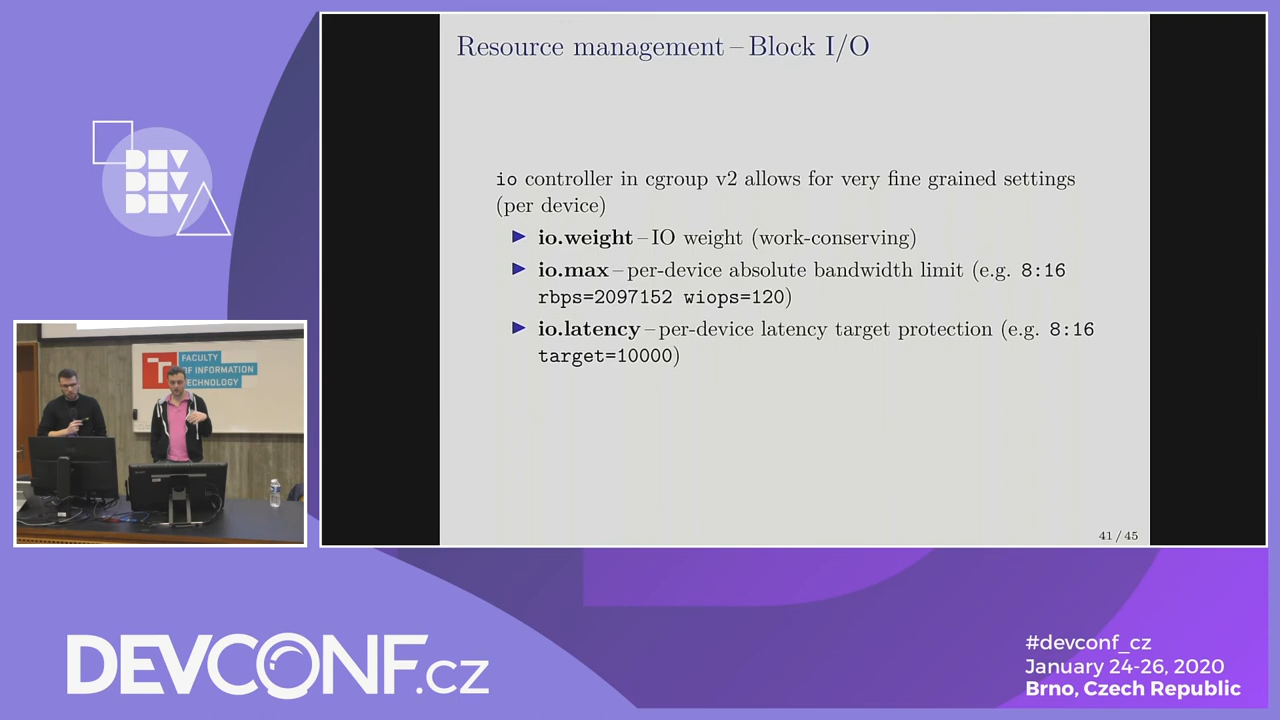 Resource management – Block I/O
io controller in cgroup v2 allows for very fine grained settings
(per device)
io.weight – IO weight (work-conserving)
io.max – per-device absolute bandwidth limit (e.g. 8:16
rbps=2097152 wiops=120)
io.latency – per-device latency target protection (e.g. 8:16
target=10000)
41 / 45
DEV
DEV
DEV
FACULTY
OF INFORMATION
TECHNOLOGY
DEVCONF.cz
#devconf_cz
January 24-26, 2020
Brno, Czech Republic